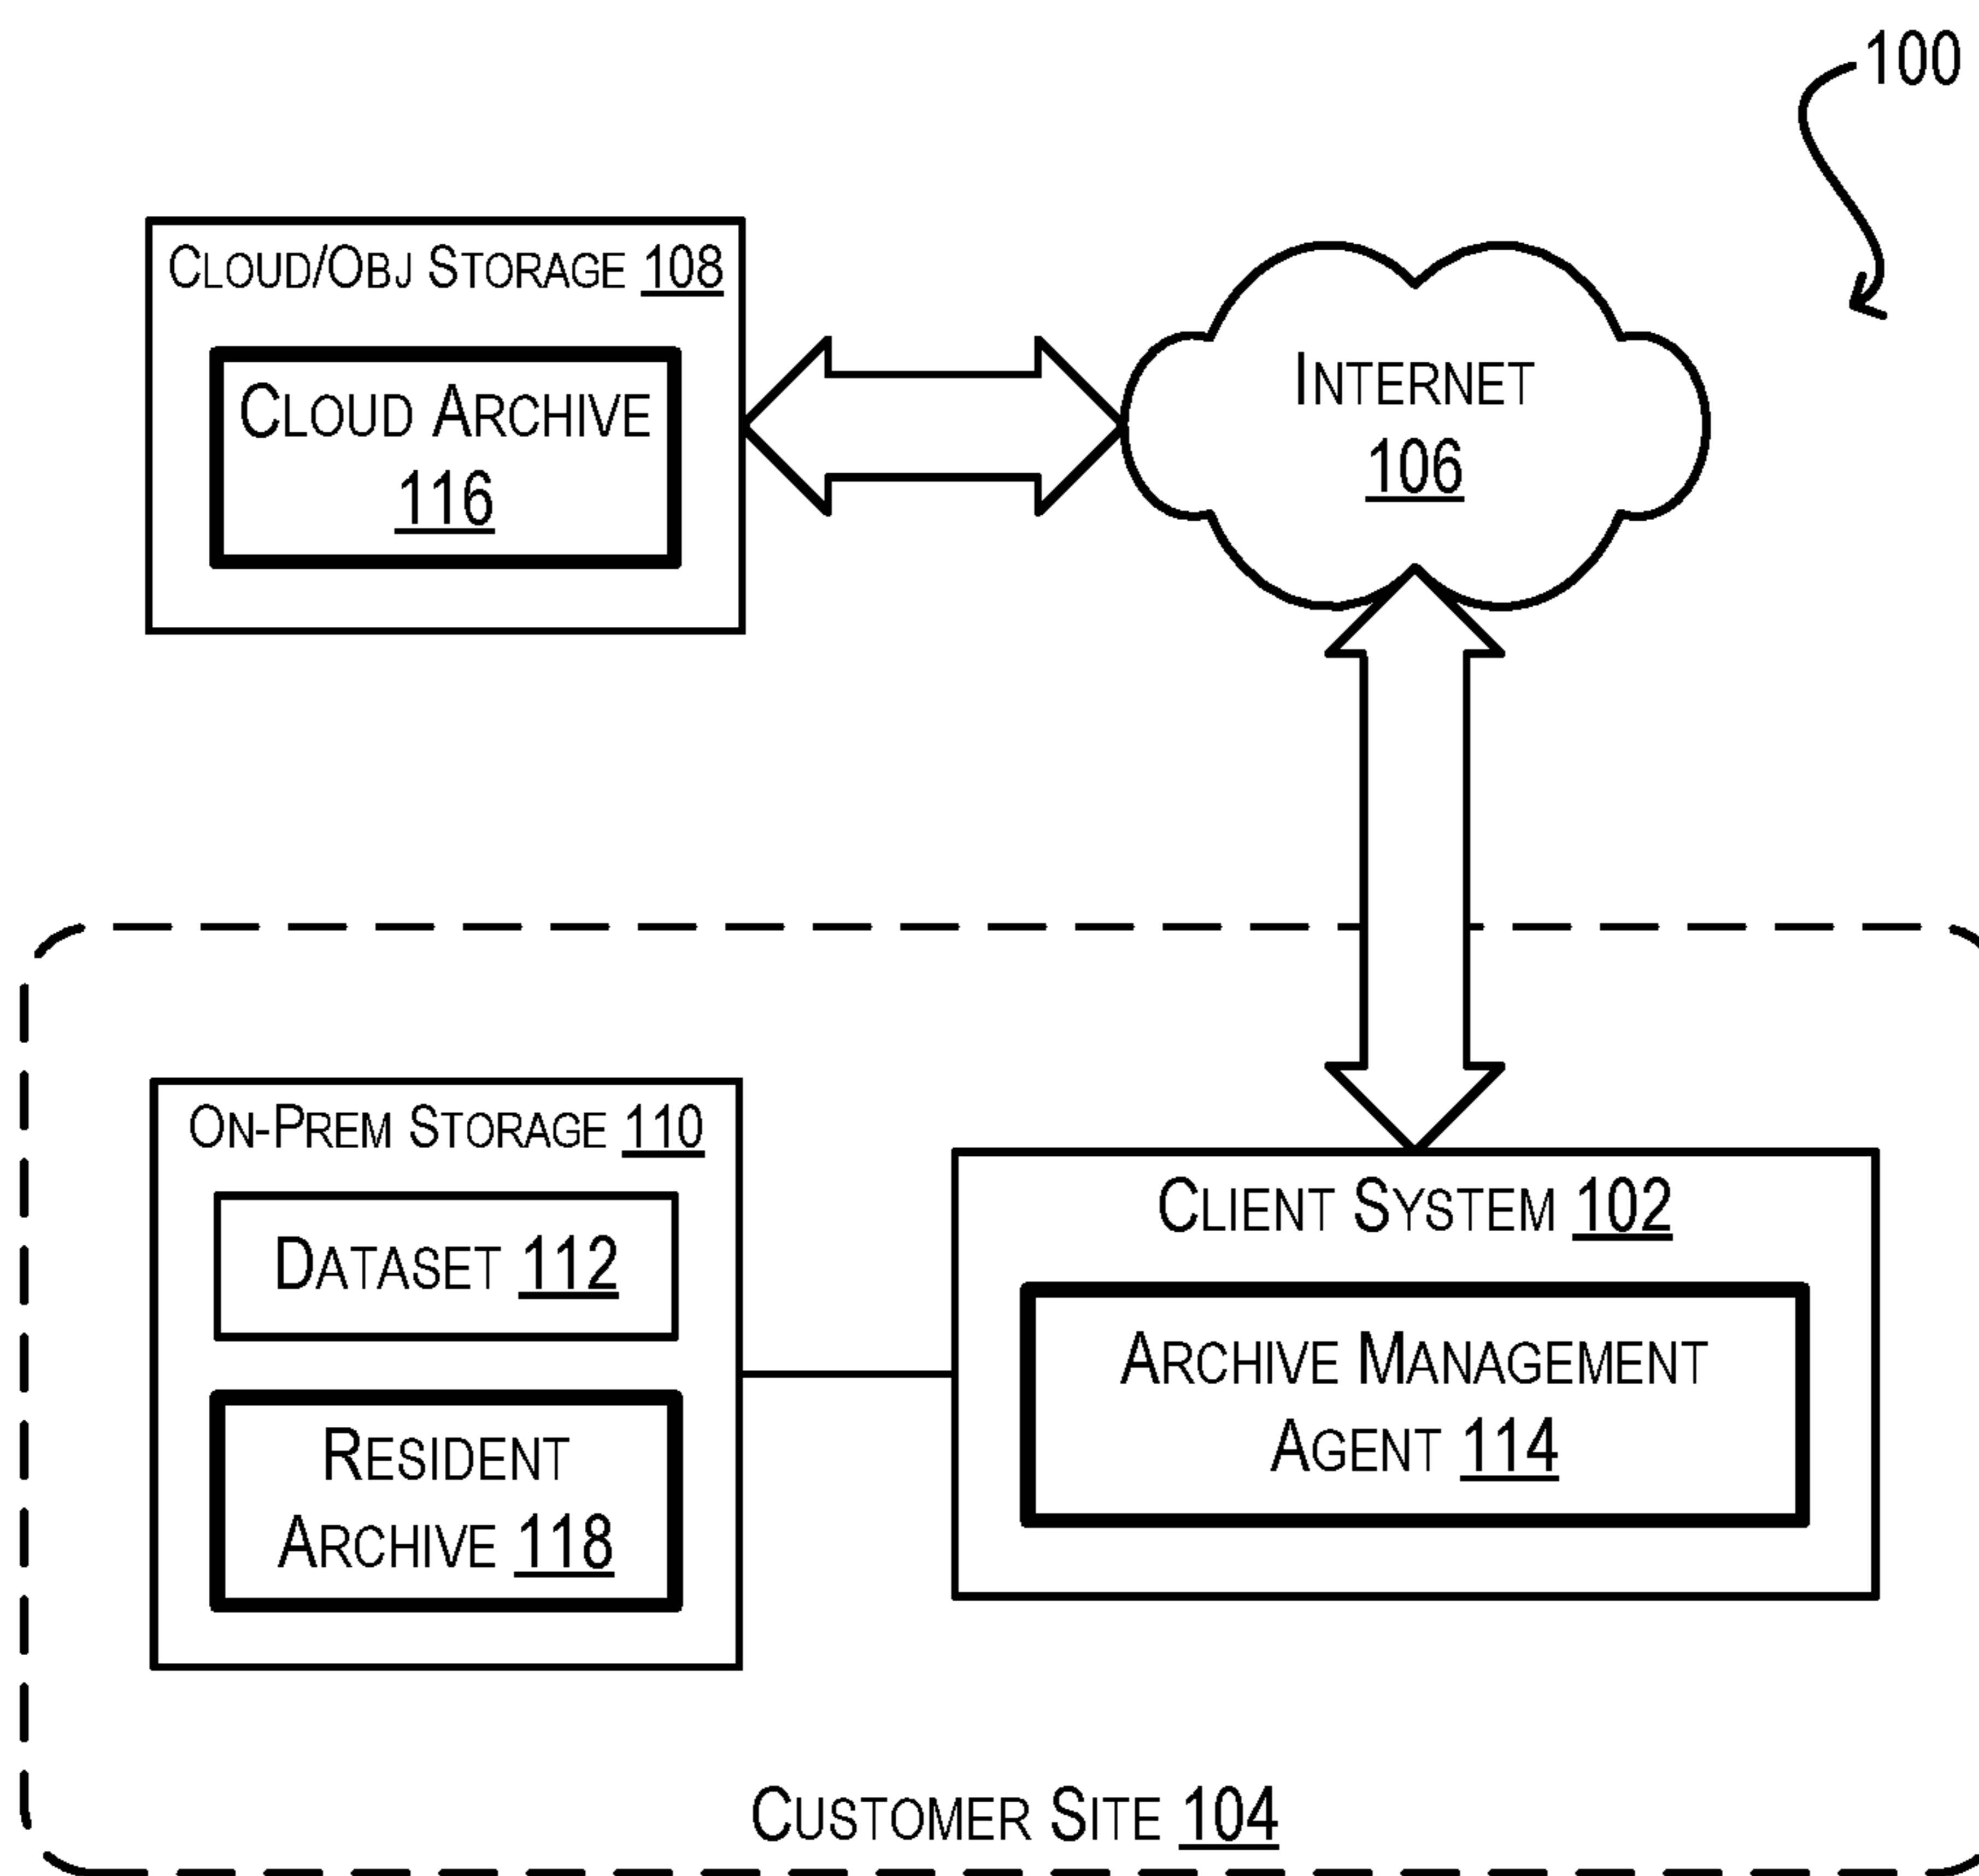 100
CLOUD/OBJ STORAGE 108
CLOUD ARCHIVE
116
INTERNET
106
ON-PREM STORAGE 110
DATASET 112
RESIDENT
ARCHIVE 118
CLIENT SYSTEM 102
ARCHIVE MANAGEMENT
AGENT 114
CUSTOMER SITE 104